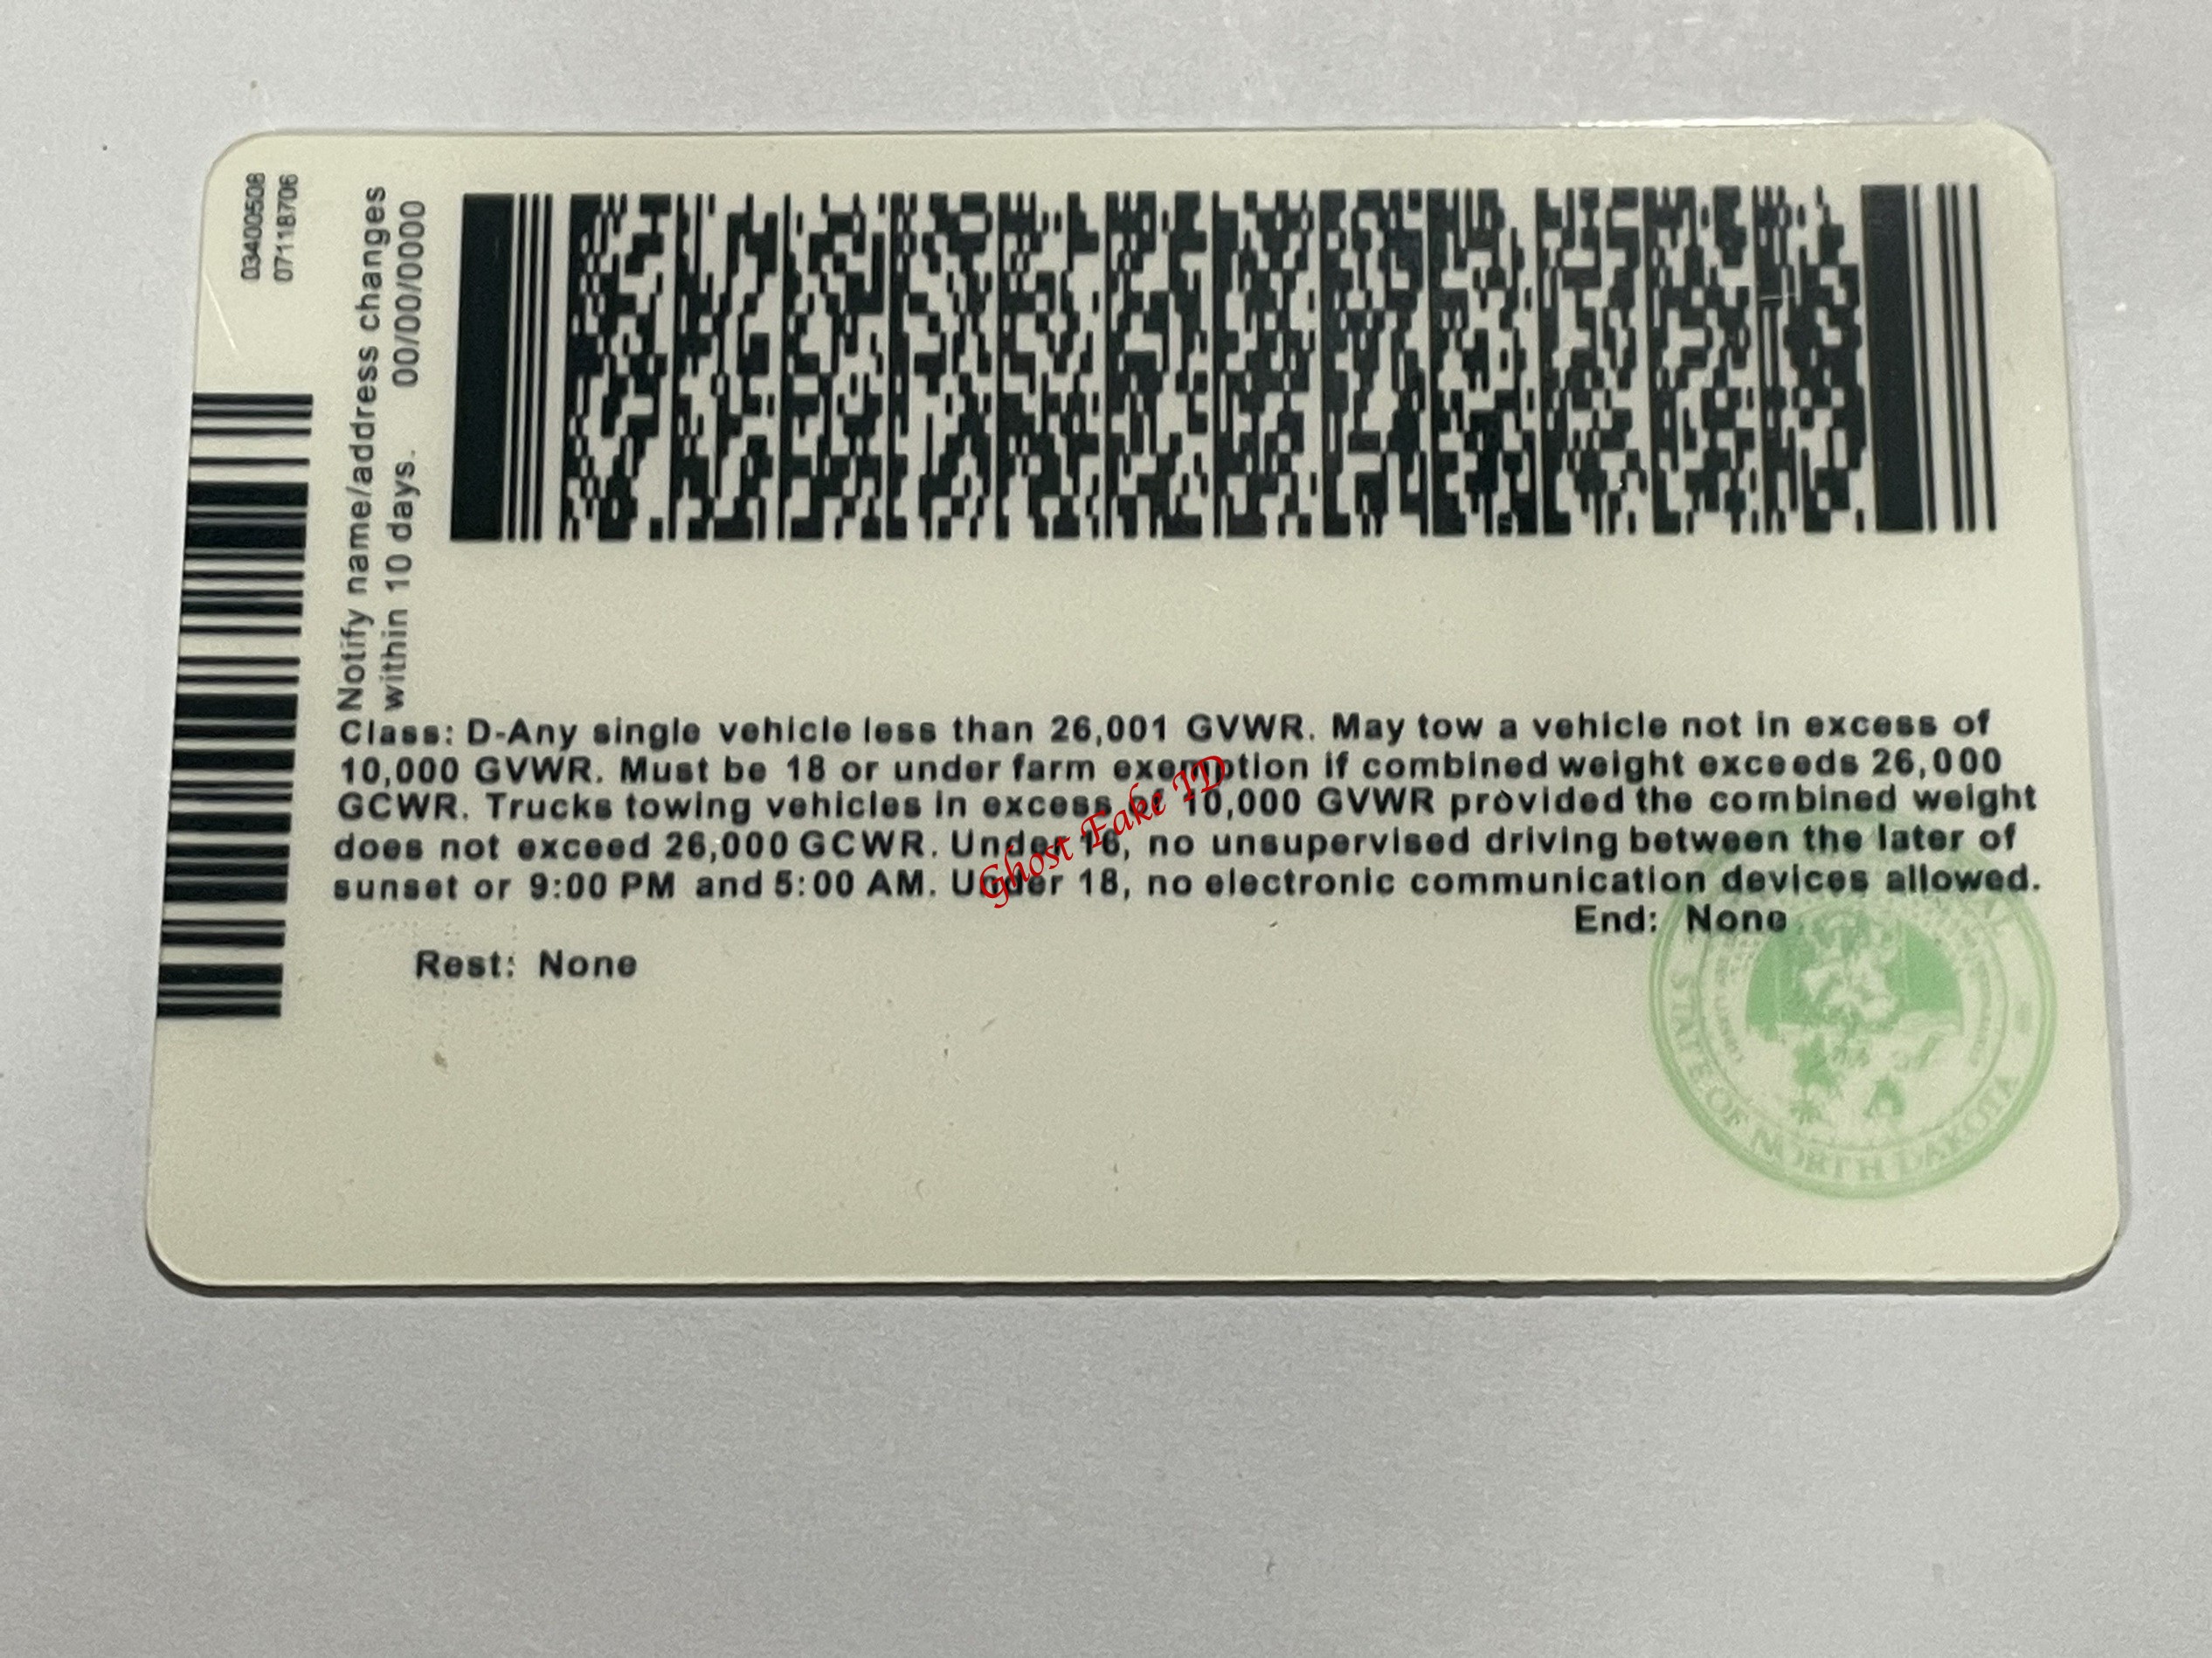 03400508
07118706
Notify name/address changes
within 10 days. 00/00/0000
Class: D-Any single vehicle less than 26,001 GVWR. May tow a vehicle not in excess of
10,000 GVWR. Must be 18 or under farm exemption if combined weight exceeds 26,000
GCWR. Trucks towing vehicles in excess of 10,000 GVWR provided the combined weight
does not exceed 26,000 GCWR. Under 16, no unsupervised driving between the later of
sunset or 9:00 PM and 5:00 AM. Under 18, no electronic communication devices allowed.
End: None
Rest: None
Ghost Fake ID
STATE OF NORTH DAKOTA